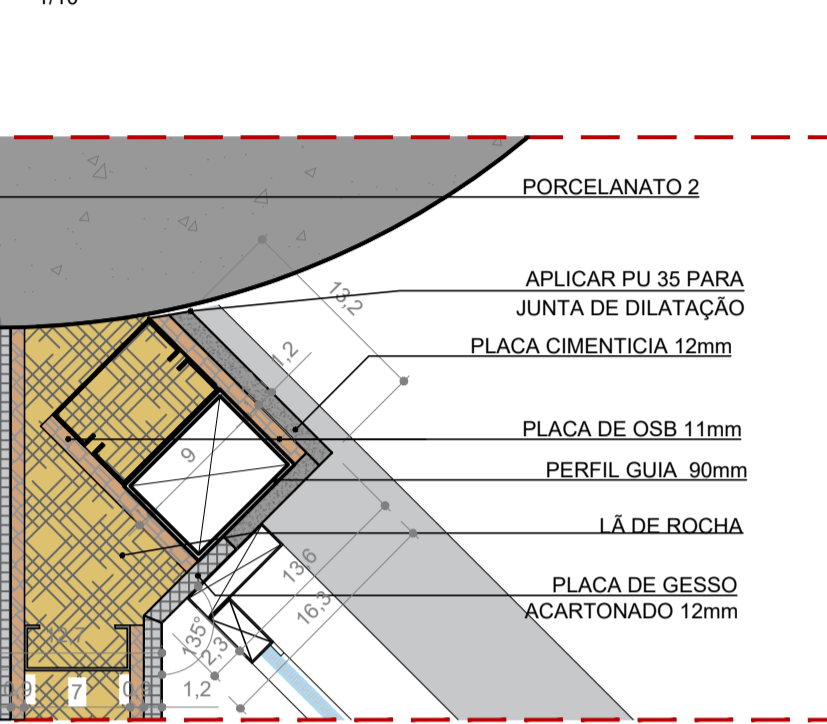 PORCELANATO 2
APLICAR PU 35 PARA
JUNTA DE DILATAÇÃO
13,2
PLACA CIMENTICIA 12mm
1,2
PLACA DE OSB 11mm
9
PERFIL GUIA 90mm
LÃ DE ROCHA
13,6
PLACA DE GESSO
ACARTONADO 12mm
16,3
135°
2,3
12,7
7
1,2